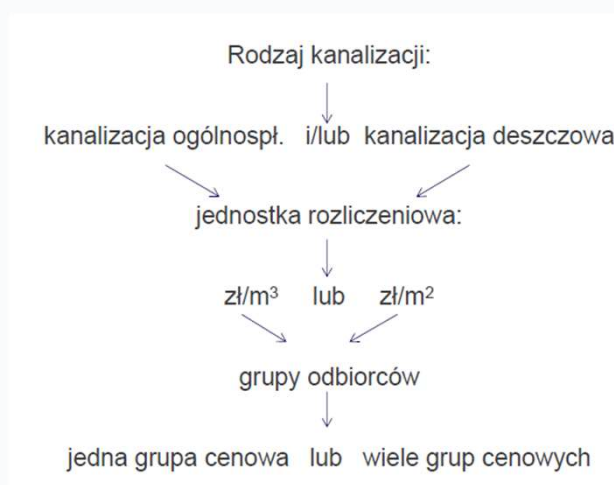 Rodzaj kanalizacji:
kanalizacja ogólnospł. i/lub kanalizacja deszczowa
jednostka rozliczeniowa:
zł/m³ lub zł/m²
grupy odbiorców
jedna grupa cenowa lub wiele grup cenowych